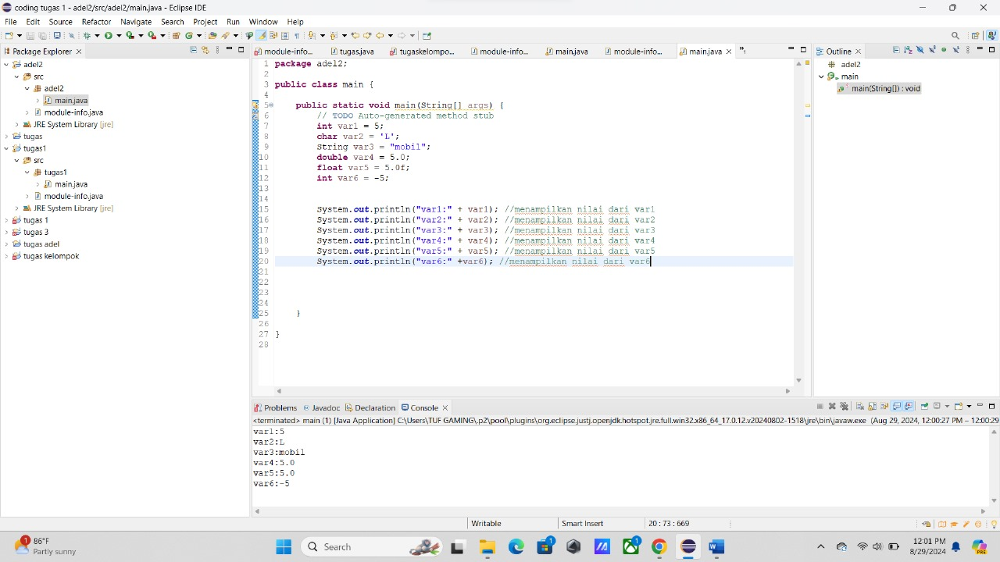 coding tugas 1 - adel2/src/adel2/main.java - Eclipse IDE
File Edit Source Refactor Navigate Search Project Run Window Help
Package Explorer
module-info...
tugas.java
tugaskelompo...
module-info...
main.java
module-info...
main.java
Outline
adel2
src
adel2
main.java
module-info.java
JRE System Library [jre]
tugas
tugas1
src
tugas1
main.java
module-info.java
JRE System Library [jre]
tugas 1
tugas 3
tugas adel
tugas kelompok
1 package adel2;
2
3 public class main {
4
5 public static void main(String[] args) {
6 // TODO Auto-generated method stub
7 int var1 = 5;
8 char var2 = 'L';
9 String var3 = "mobil";
10 double var4 = 5.0;
11 float var5 = 5.0f;
12 int var6 = -5;
13
14
15 System.out.println("var1:" + var1); //menampilkan nilai dari var1
16 System.out.println("var2:" + var2); //menampilkan nilai dari var2
17 System.out.println("var3:" + var3); //menampilkan nilai dari var3
18 System.out.println("var4:" + var4); //menampilkan nilai dari var4
19 System.out.println("var5:" + var5); //menampilkan nilai dari var5
20 System.out.println("var6:" +var6); //menampilkan nilai dari var6
21
22
23
24
25 }
26
27 }
28
adel2
main
main(String[]) : void
Problems Javadoc Declaration Console
<terminated> main (1) [Java Application] C:\Users\TUF GAMING\.p2\pool\plugins\org.eclipse.justj.openjdk.hotspot.jre.full.win32.x86_64_17.0.12.v20240802-1518\jre\bin\javaw.exe (Aug 29, 2024, 12:00:27 PM – 12:00:29
var1:5
var2:L
var3:mobil
var4:5.0
var5:5.0
var6:-5
Writable Smart Insert 20 : 73 : 669
1
86°F
Partly sunny
Search
1
1
PRE
12:01 PM
8/29/2024